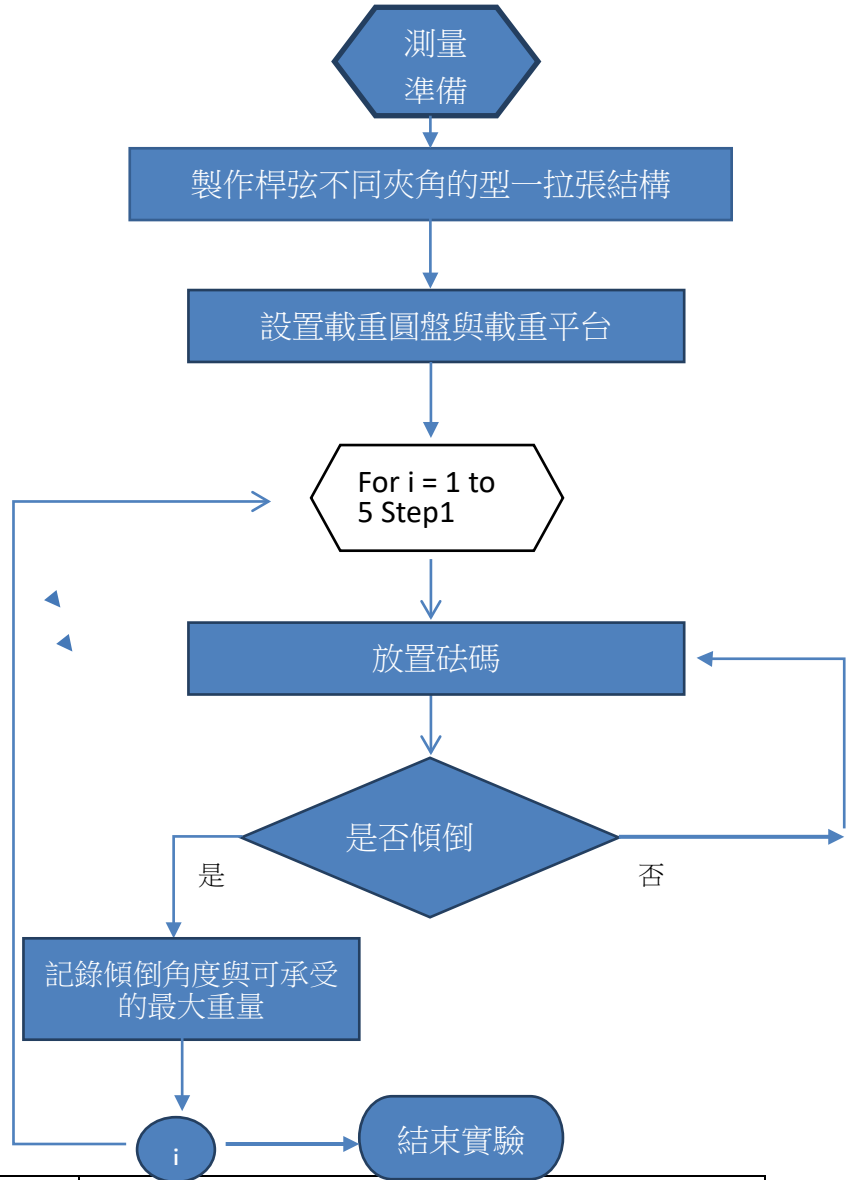 測量
準備
製作桿弦不同夾角的型一拉張結構
設置載重圓盤與載重平台
For i = 1 to
5 Step1
放置砝碼
是否傾倒
是
否
記錄傾倒角度與可承受
的最大重量
i
結束實驗